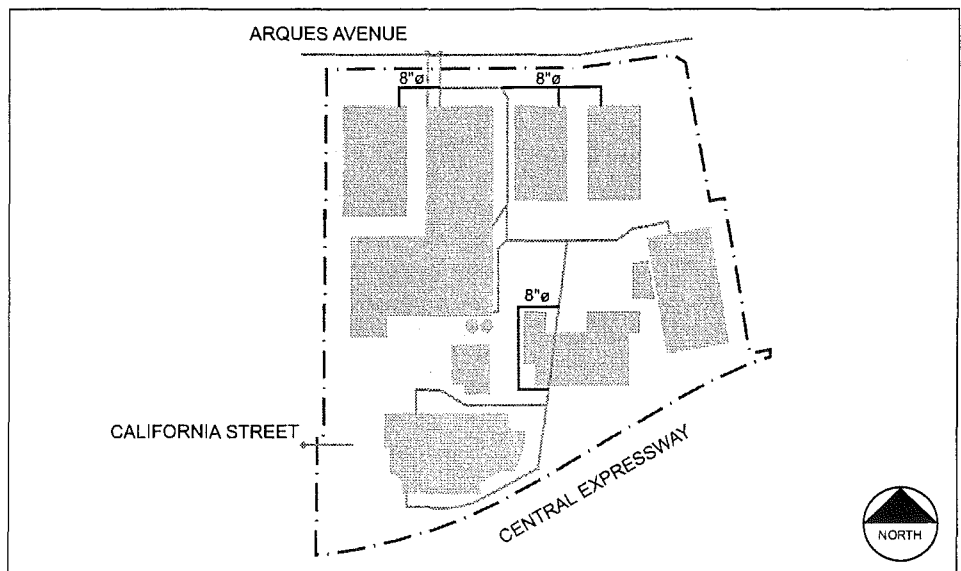 ARQUES AVENUE
8"ø
8"ø
8"ø
CALIFORNIA STREET
CENTRAL EXPRESSWAY
NORTH